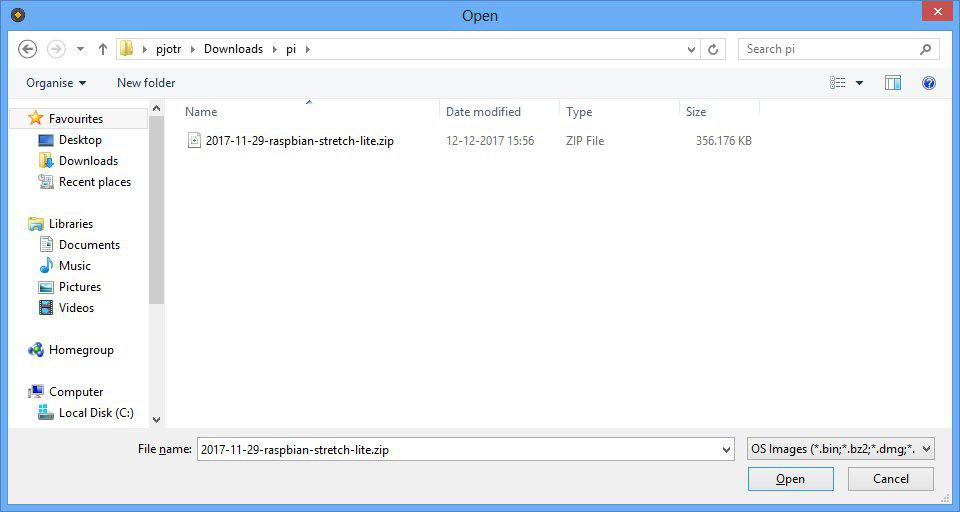 Open
pjotr Downloads pi Search pi
Organise New folder
Name Date modified Type Size
2017-11-29-raspbian-stretch-lite.zip 12-12-2017 15:56 ZIP File 356.176 KB
Favourites
Desktop
Downloads
Recent places
Libraries
Documents
Music
Pictures
Videos
Homegroup
Computer
Local Disk (C:)
File name: 2017-11-29-raspbian-stretch-lite.zip OS Images (*.bin;*.bz2;*.dmg;*.
Open Cancel